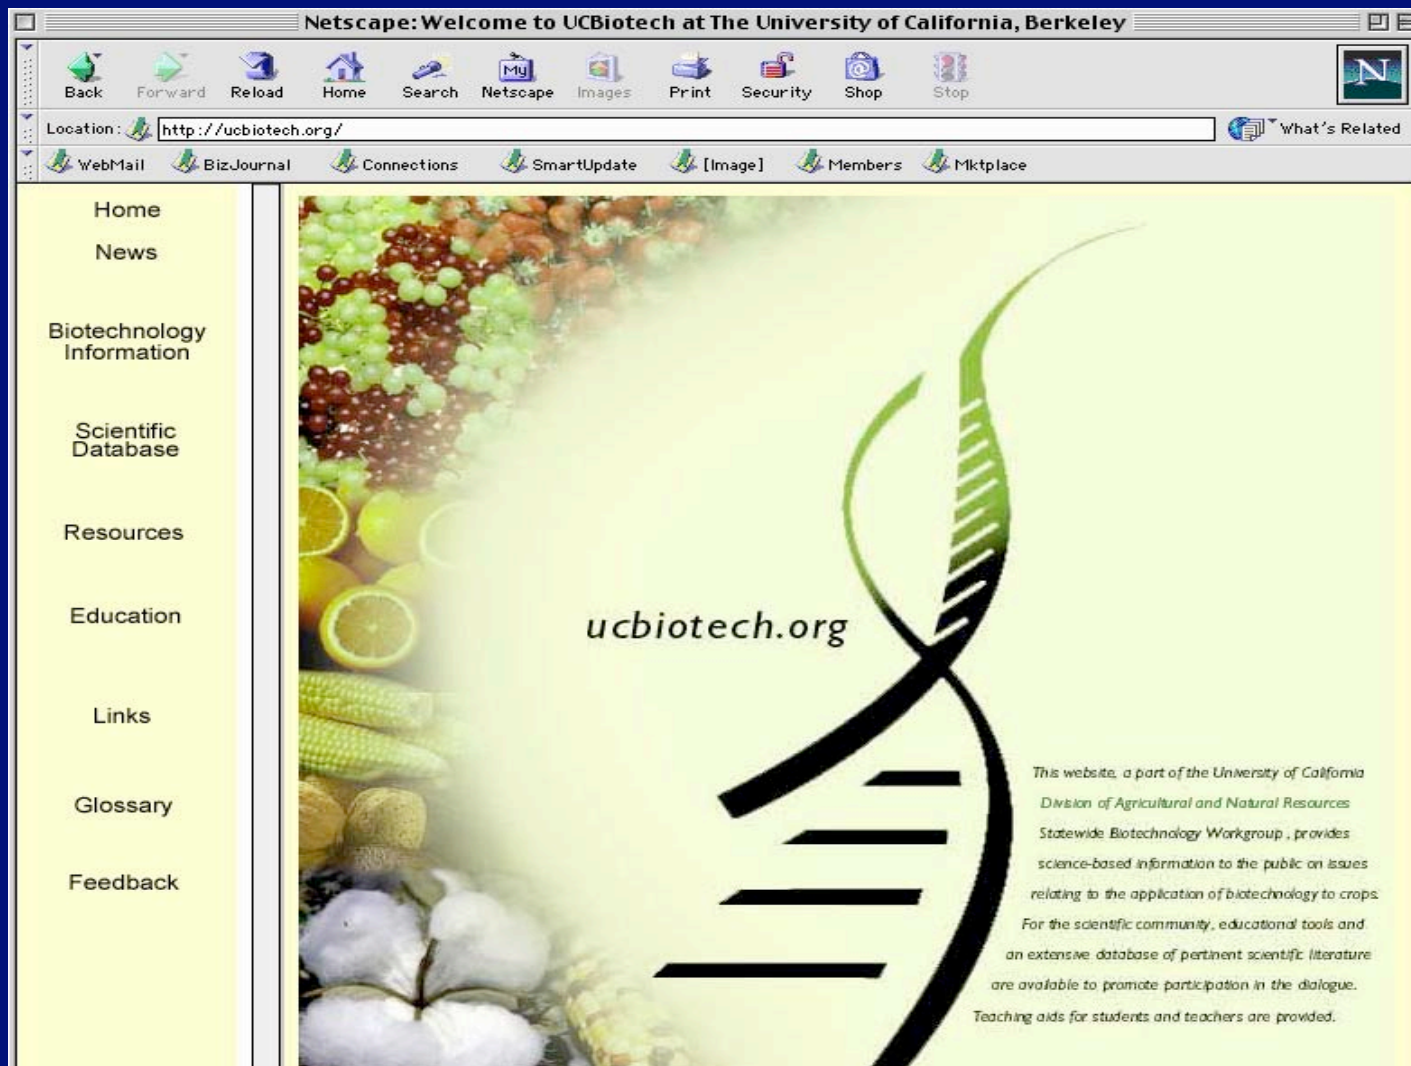 Netscape: Welcome to UCBiotech at The University of California, Berkeley
Back Forward Reload Home Search Netscape Images Print Security Shop Stop
My
N
Location: http://ucbiotech.org/ What's Related
WebMail BizJournal Connections SmartUpdate [Image] Members Mktplace
Home
News
Biotechnology
Information
Scientific
Database
Resources
Education
Links
Glossary
Feedback
ucbiotech.org
This website, a part of the University of California
Division of Agricultural and Natural Resources
Statewide Biotechnology Workgroup , provides
science-based information to the public on issues
relating to the application of biotechnology to crops.
For the scientific community, educational tools and
an extensive database of pertinent scientific literature
are available to promote participation in the dialogue.
Teaching aids for students and teachers are provided.